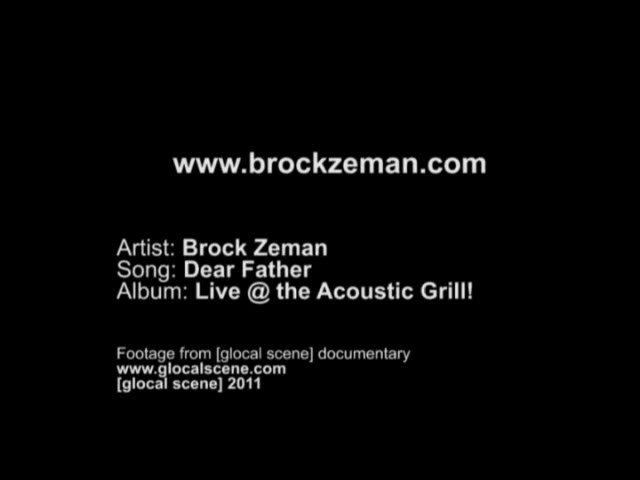 www.brockzeman.com
Artist: Brock Zeman
Song: Dear Father
Album: Live @ the Acoustic Grill!
Footage from [glocal scene] documentary
www.glocalscene.com
[glocal scene] 2011